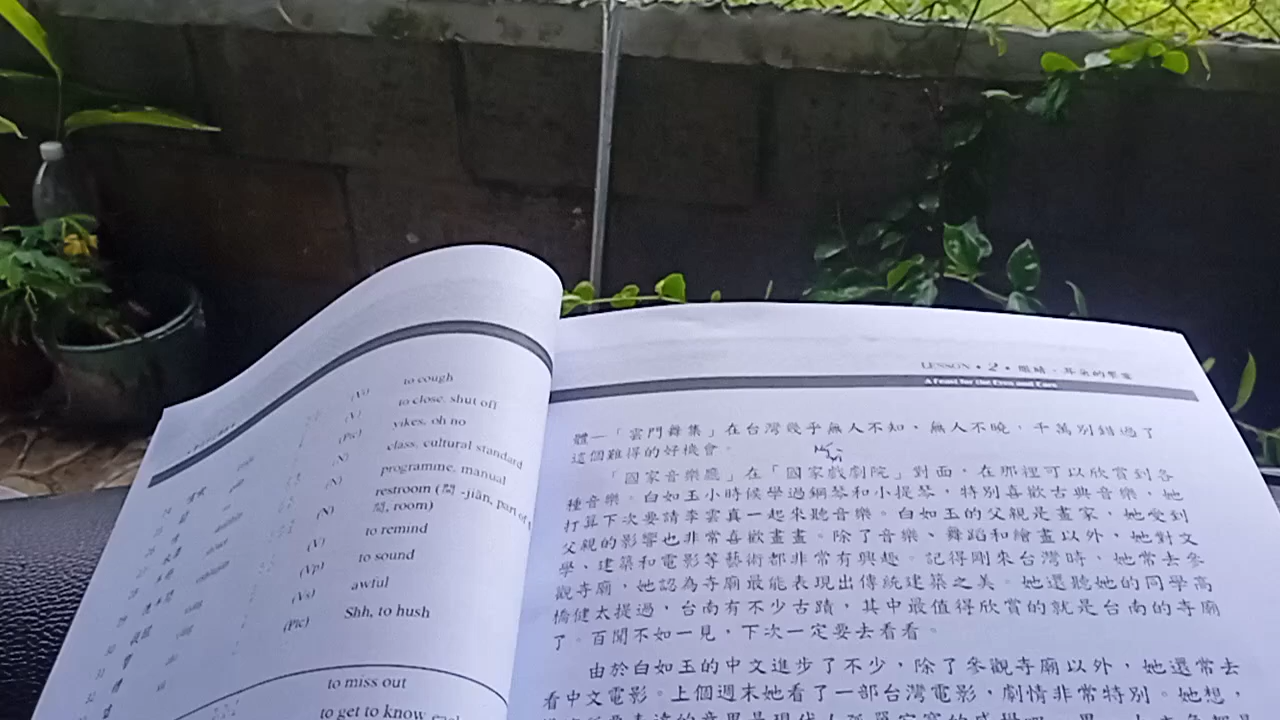 (Vi) to cough
(V) to close, shut off
(Ptc) yikes, oh no
(N) class, cultural standard
(N) programme, manual
(N) restroom (間 -jiān, part of
間, room)
(V) to remind
(Vp) to sound
(Vs) awful
(Ptc) Shh, to hush
to miss out
to get to know each
LESSON • 2 • 眼睛、耳朵的饗宴
A Feast for the Eyes and Ears
體—「雲門舞集」在台灣幾乎無人不知、無人不曉,千萬別錯過了
這個難得的好機會。
「國家音樂廳」在「國家戲劇院」對面,在那裡可以欣賞到各
種音樂。白如玉小時候學過鋼琴和小提琴,特別喜歡古典音樂,她
打算下次要請李雲真一起來聽音樂。白如玉的父親是畫家,她受到
父親的影響也非常喜歡畫畫。除了音樂、舞蹈和繪畫以外,她對文
學、建築和電影等藝術都非常有興趣。記得剛來台灣時,她常去參
觀寺廟,她認為寺廟最能表現出傳統建築之美。她還聽她的同學高
橋健太提過,台南有不少古蹟,其中最值得欣賞的就是台南的寺廟
了。百聞不如一見,下次一定要去看看。
由於白如玉的中文進步了不少,除了參觀寺廟以外,她還常去
看中文電影。上個週末她看了一部台灣電影,劇情非常特別。她想,